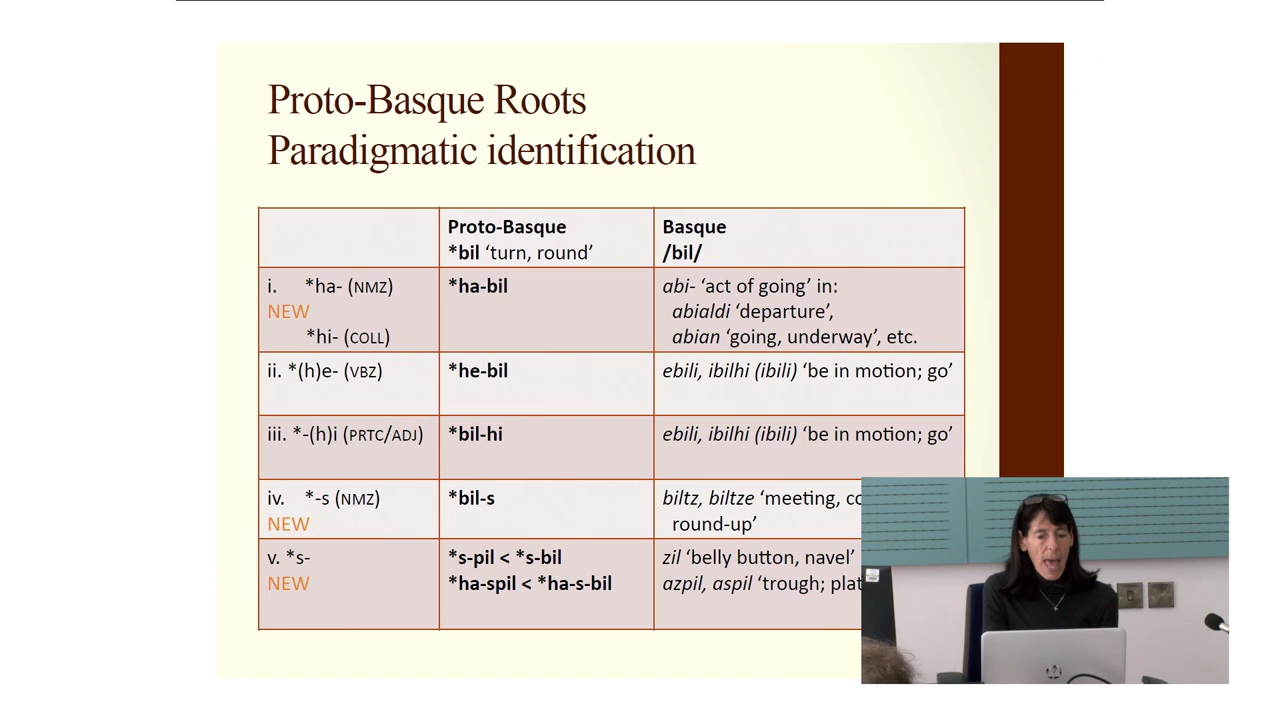 Proto-Basque Roots
Paradigmatic identification
Proto-Basque
*bil ‘turn, round’
Basque
/bil/
i. *ha- (NMZ)
NEW
*hi- (COLL)
*ha-bil
abi- ‘act of going’ in:
abialdi ‘departure’,
abian ‘going, underway’, etc.
ii. *(h)e- (VBZ)
*he-bil
ebili, ibilhi (ibili) ‘be in motion; go’
iii. *-(h)i (PRTC/ADJ)
*bil-hi
ebili, ibilhi (ibili) ‘be in motion; go’
iv. *-s (NMZ)
NEW
*bil-s
biltz, biltze ‘meeting,
round-up’
v. *s-
NEW
*s-pil < *s-bil
*ha-spil < *ha-s-bil
zil ‘belly button, navel’
azpil, aspil ‘trough;